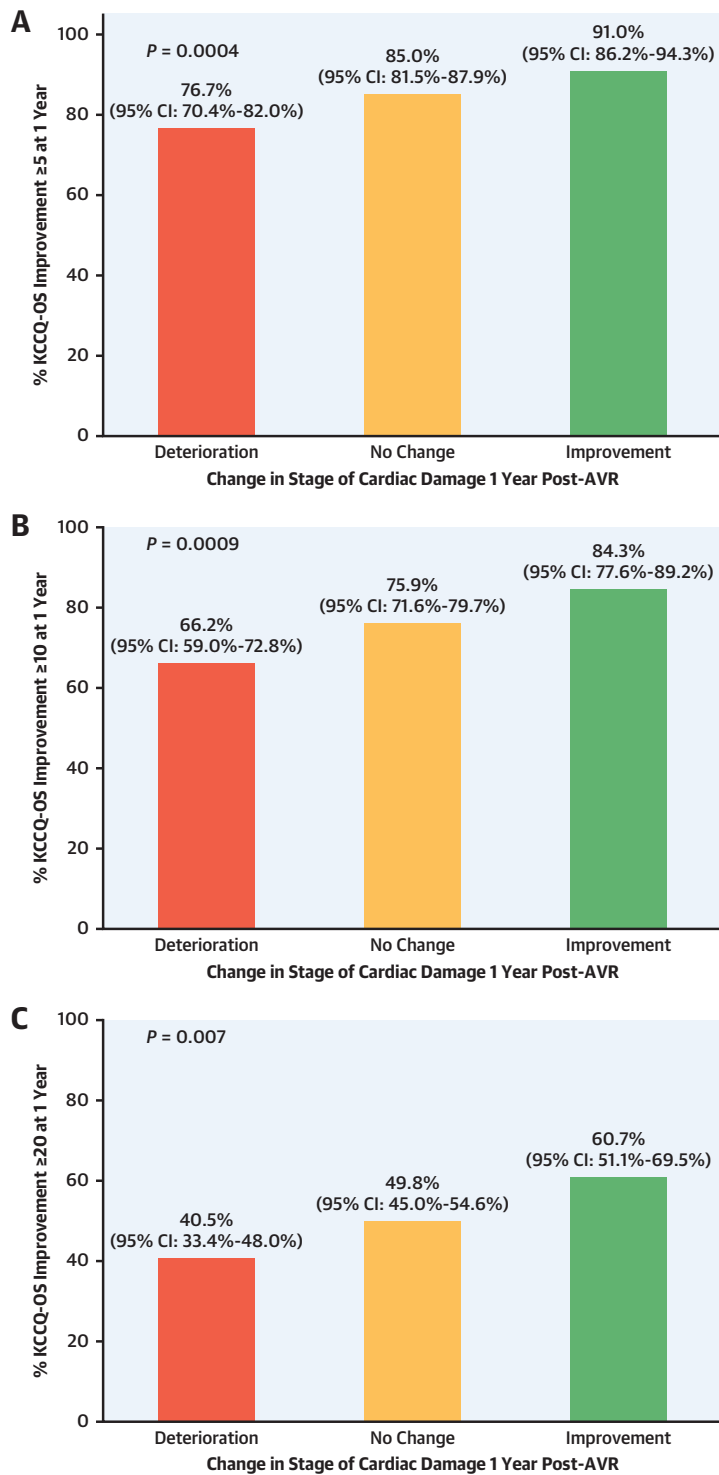 A
% KCCQ-OS Improvement ≥5 at 1 Year
100
80
60
40
20
0
P = 0.0004
76.7%
(95% CI: 70.4%-82.0%)
85.0%
(95% CI: 81.5%-87.9%)
91.0%
(95% CI: 86.2%-94.3%)
Deterioration
No Change
Improvement
Change in Stage of Cardiac Damage 1 Year Post-AVR
B
% KCCQ-OS Improvement ≥10 at 1 Year
100
80
60
40
20
0
P = 0.0009
66.2%
(95% CI: 59.0%-72.8%)
75.9%
(95% CI: 71.6%-79.7%)
84.3%
(95% CI: 77.6%-89.2%)
Deterioration
No Change
Improvement
Change in Stage of Cardiac Damage 1 Year Post-AVR
C
% KCCQ-OS Improvement ≥20 at 1 Year
100
80
60
40
20
0
P = 0.007
40.5%
(95% CI: 33.4%-48.0%)
49.8%
(95% CI: 45.0%-54.6%)
60.7%
(95% CI: 51.1%-69.5%)
Deterioration
No Change
Improvement
Change in Stage of Cardiac Damage 1 Year Post-AVR